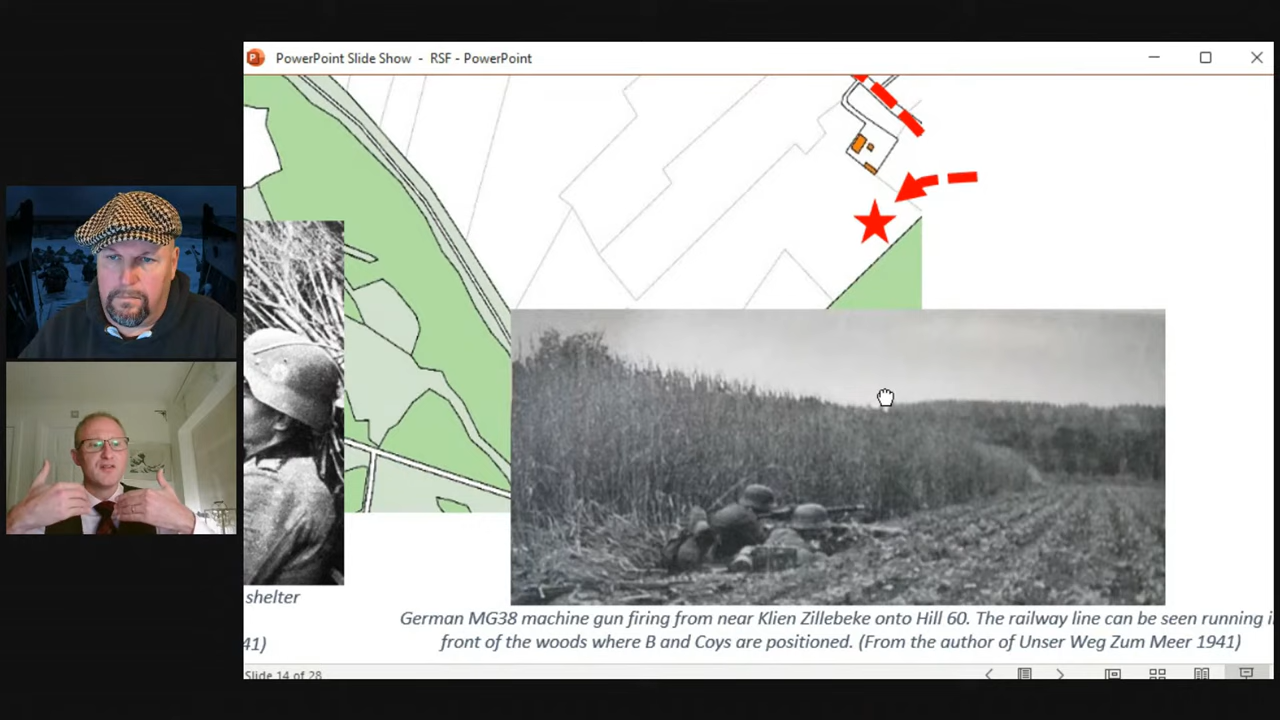 PowerPoint Slide Show - RSF - PowerPoint
shelter
41)
German MG38 machine gun firing from near Klien Zillebeke onto Hill 60. The railway line can be seen running i
front of the woods where B and Coys are positioned. (From the author of Unser Weg Zum Meer 1941)
Slide 14 of 28